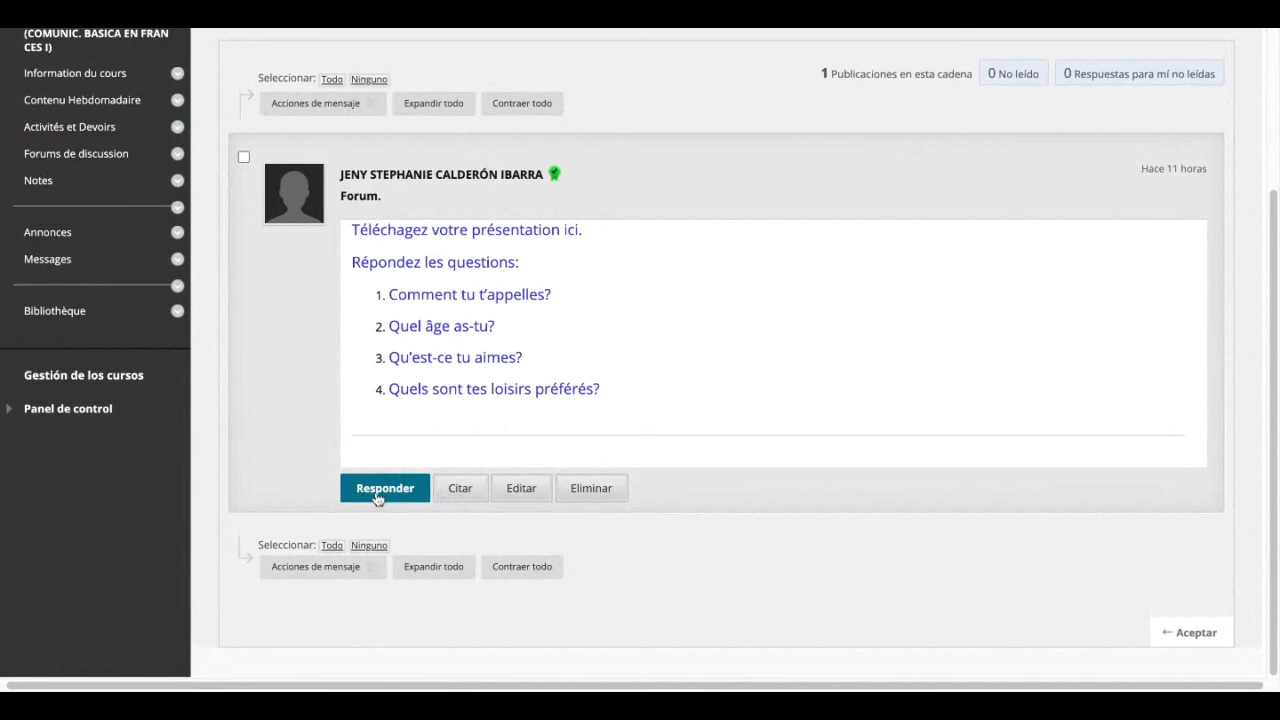 (COMUNIC. BASICA EN FRAN
CES I)
Information du cours
Contenu Hebdomadaire
Activités et Devoirs
Forums de discussion
Notes
Annonces
Messages
Bibliothèque
Gestión de los cursos
Panel de control
Seleccionar: Todo Ninguno
1 Publicaciones en esta cadena 0 No leído 0 Respuestas para mí no leídas
Acciones de mensaje Expandir todo Contraer todo
JENY STEPHANIE CALDERÓN IBARRA
Hace 11 horas
Forum.
Téléchagez votre présentation ici.
Répondez les questions:
1. Comment tu t'appelles?
2. Quel âge as-tu?
3. Qu'est-ce tu aimes?
4. Quels sont tes loisirs préférés?
Responder Citar Editar Eliminar
Seleccionar: Todo Ninguno
Acciones de mensaje Expandir todo Contraer todo
← Aceptar